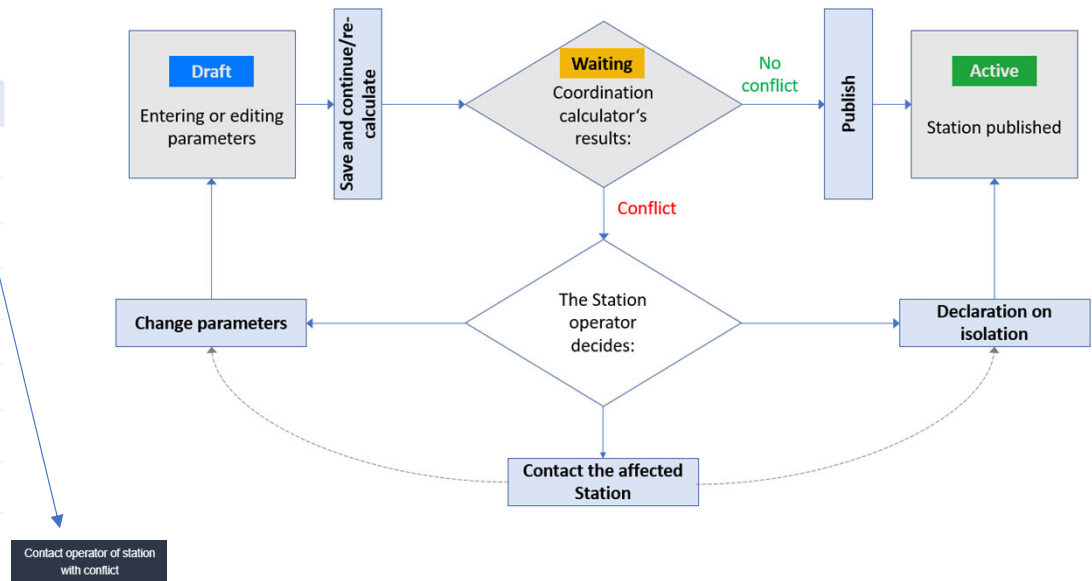 Draft
Entering or editing
parameters
Save and continue/re-
calculate
Waiting
Coordination
calculator's
results:
No
conflict
Publish
Active
Station published
Conflict
The Station
operator
decides:
Change parameters
Declaration on
isolation
Contact the affected
Station
Contact operator of station
with conflict